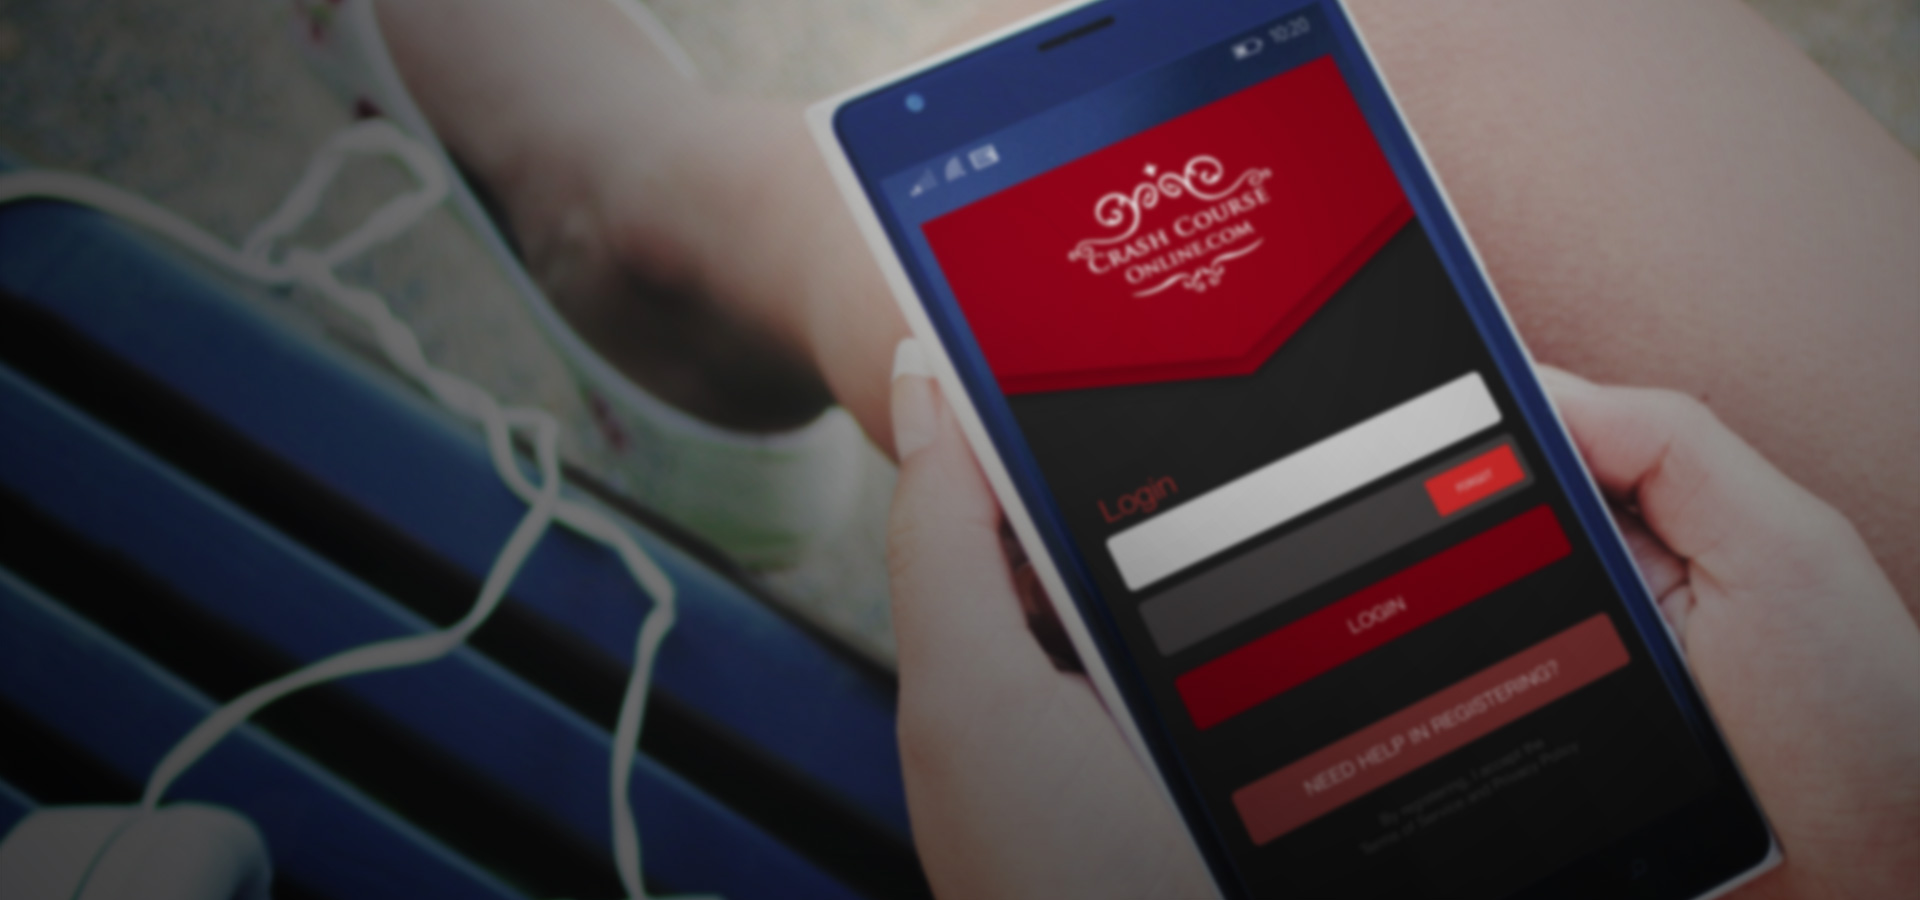 10:20
CRASH COURSE
ONLINE.COM
Login
FORGOT
LOGIN
NEED HELP IN REGISTERING?
By registering, I accept the
Terms of Service and Privacy Policy